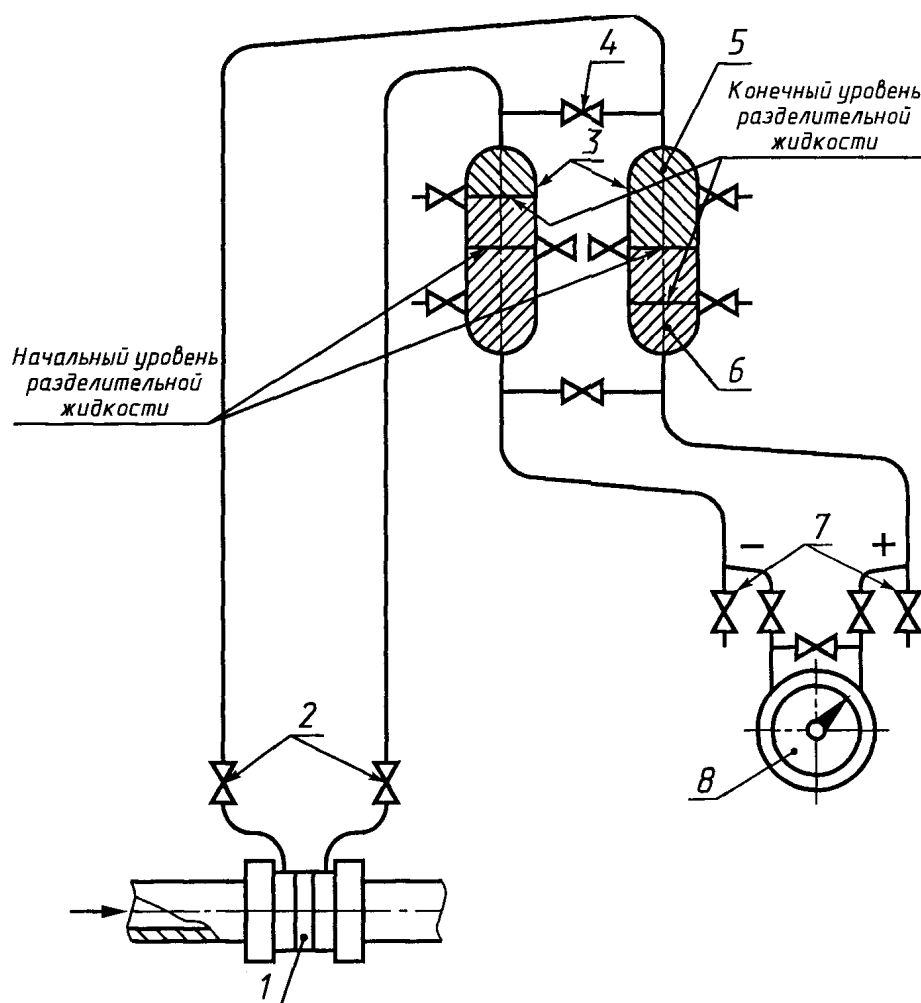 4
5
Конечный уровень
разделительной
жидкости
3
Начальный уровень
разделительной
жидкости
6
7
−
+
2
8
1